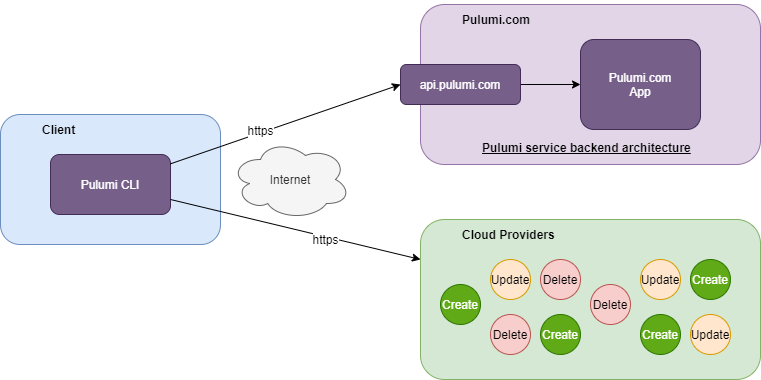 Pulumi.com
api.pulumi.com
Pulumi.com
App
Pulumi service backend architecture
Client
Pulumi CLI
https
Internet
https
Cloud Providers
Update
Delete
Update
Create
Create
Delete
Delete
Create
Create
Update